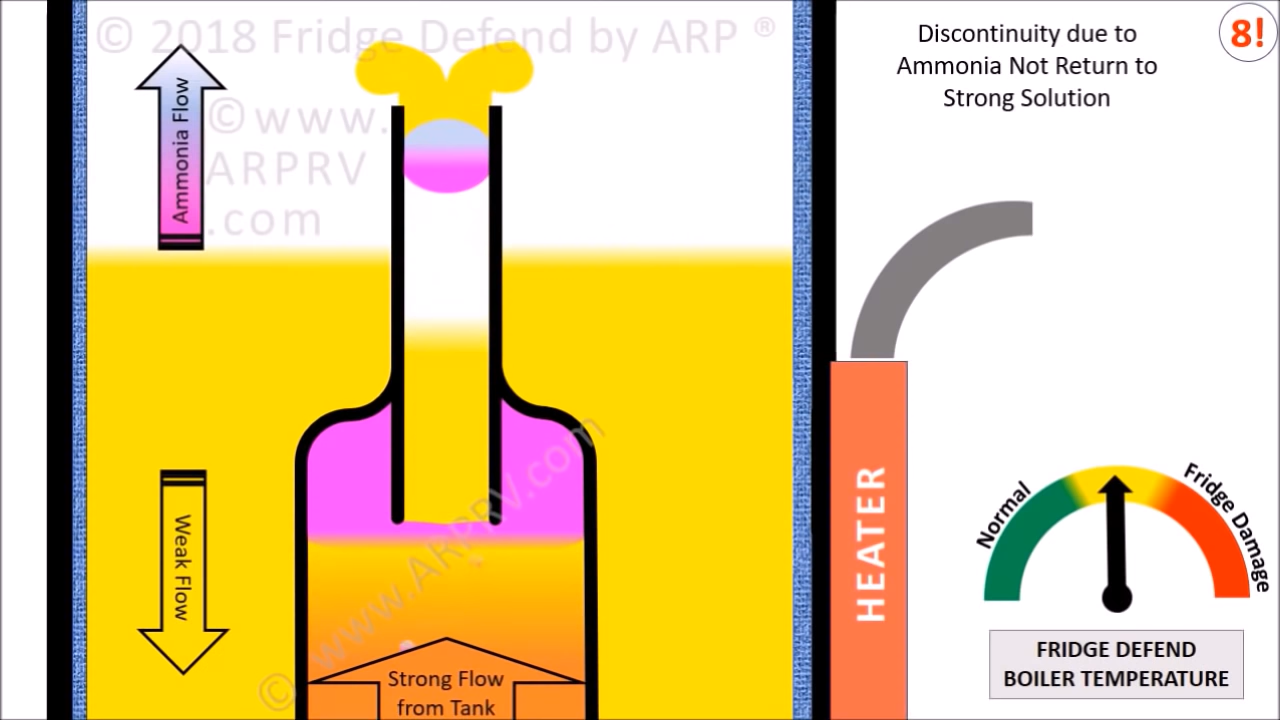 © 2018 Fridge Defend by ARP ®
© www.
ARPRV
.com
8!
Discontinuity due to
Ammonia Not Return to
Strong Solution
Ammonia Flow
Weak Flow
© www.ARPRV.com
Strong Flow
from Tank
HEATER
Normal
Fridge Damage
FRIDGE DEFEND
BOILER TEMPERATURE